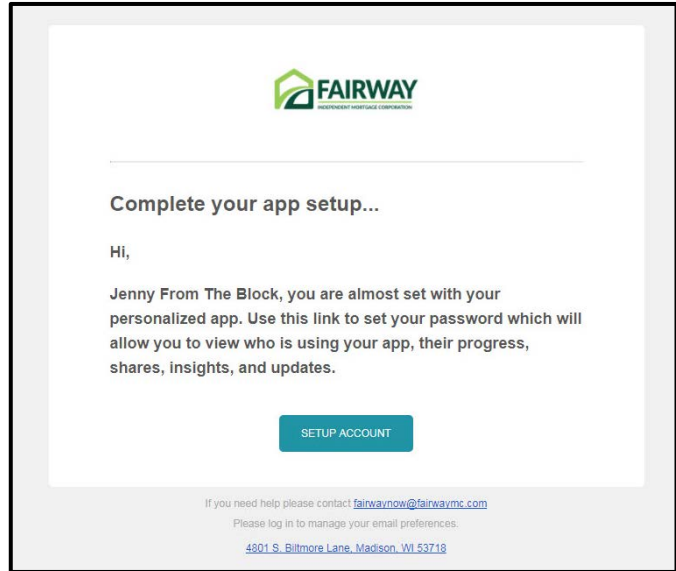 FAIRWAY
INDEPENDENT MORTGAGE CORPORATION
Complete your app setup...
Hi,
Jenny From The Block, you are almost set with your
personalized app. Use this link to set your password which will
allow you to view who is using your app, their progress,
shares, insights, and updates.
SETUP ACCOUNT
If you need help please contact fairwaynow@fairwaymc.com
Please log in to manage your email preferences.
4801 S. Biltmore Lane, Madison, WI 53718